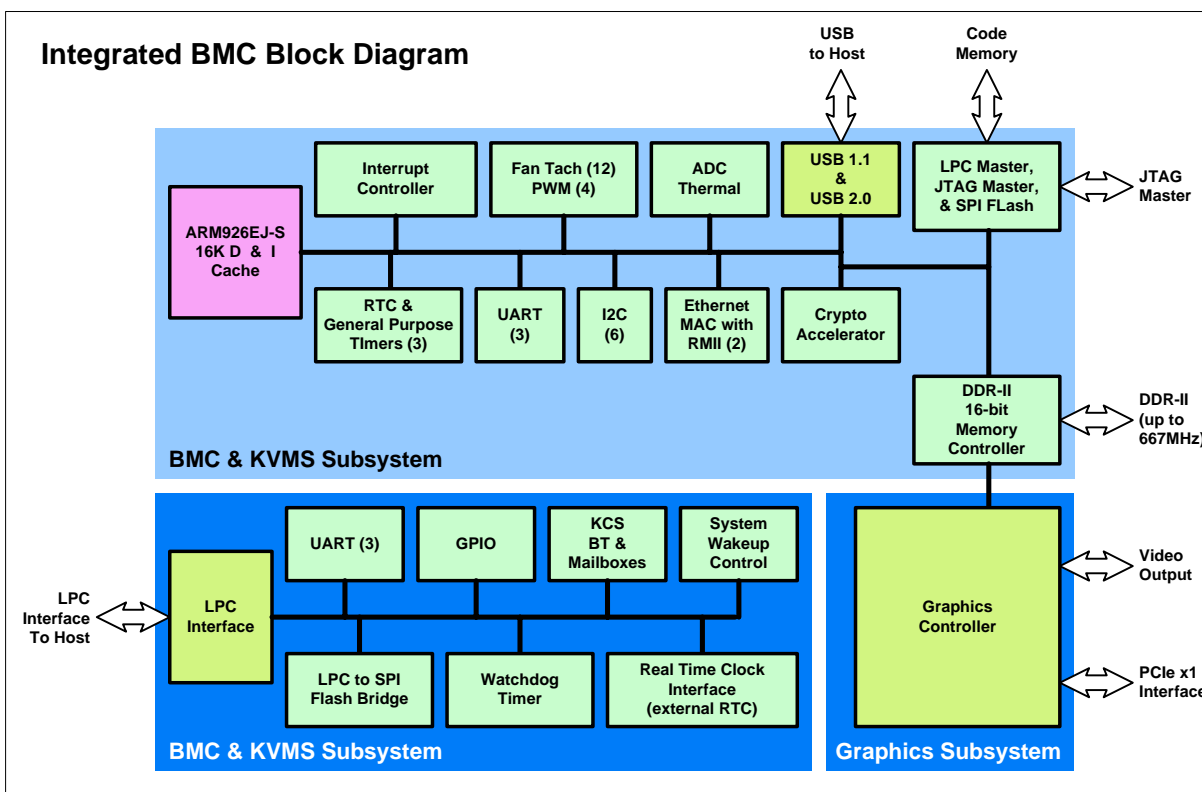 Integrated BMC Block Diagram
USB
to Host
Code
Memory
Interrupt
Controller
Fan Tach (12)
PWM (4)
ADC
Thermal
USB 1.1
&
USB 2.0
LPC Master,
JTAG Master,
& SPI FLash
JTAG
Master
ARM926EJ-S
16K D & I
Cache
RTC &
General Purpose
TImers (3)
UART
(3)
I2C
(6)
Ethernet
MAC with
RMII (2)
Crypto
Accelerator
DDR-II
16-bit
Memory
Controller
DDR-II
(up to
667MHz)
BMC & KVMS Subsystem
UART (3)
GPIO
KCS
BT &
Mailboxes
System
Wakeup
Control
LPC
Interface
To Host
LPC
Interface
LPC to SPI
Flash Bridge
Watchdog
Timer
Real Time Clock
Interface
(external RTC)
BMC & KVMS Subsystem
Graphics
Controller
Video
Output
PCIe x1
Interface
Graphics Subsystem